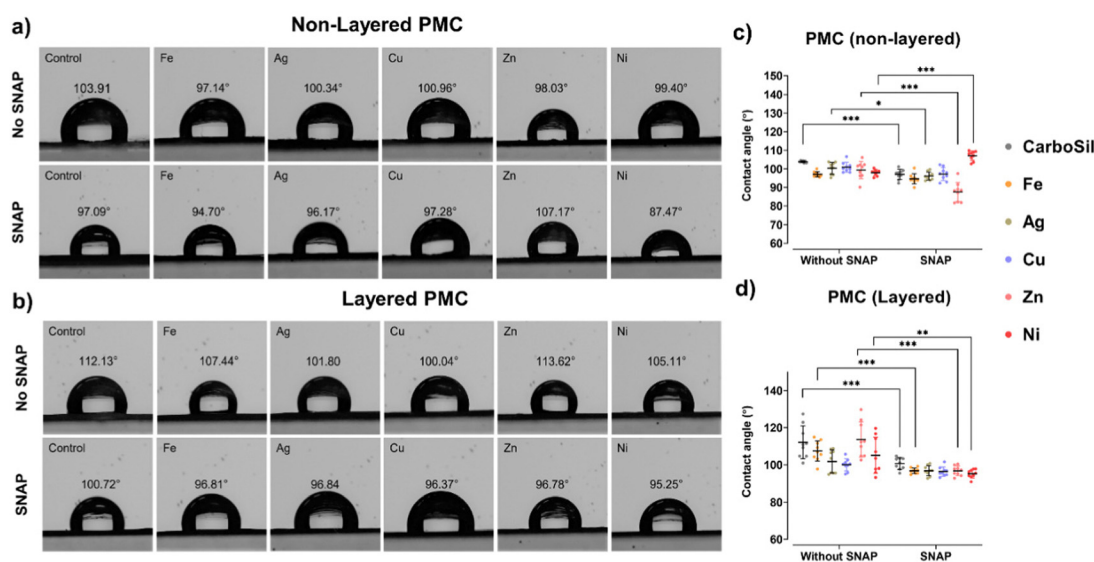 a)
Non-Layered PMC
No SNAP
Control
103.91
Fe
97.14°
Ag
100.34°
Cu
100.96°
Zn
98.03°
Ni
99.40°
SNAP
Control
97.09°
Fe
94.70°
Ag
96.17°
Cu
97.28°
Zn
107.17°
Ni
87.47°
b)
Layered PMC
No SNAP
Control
112.13°
Fe
107.44°
Ag
101.80
Cu
100.04°
Zn
113.62°
Ni
105.11°
SNAP
Control
100.72°
Fe
96.81°
Ag
96.84
Cu
96.37°
Zn
96.78°
Ni
95.25°
c)
PMC (non-layered)
Contact angle (°)
150
140
130
120
110
100
90
80
70
60
***
***
*
***
Without SNAP
SNAP
d)
PMC (Layered)
Contact angle (°)
140
120
100
80
60
**
***
***
***
Without SNAP
SNAP
CarboSil
Fe
Ag
Cu
Zn
Ni